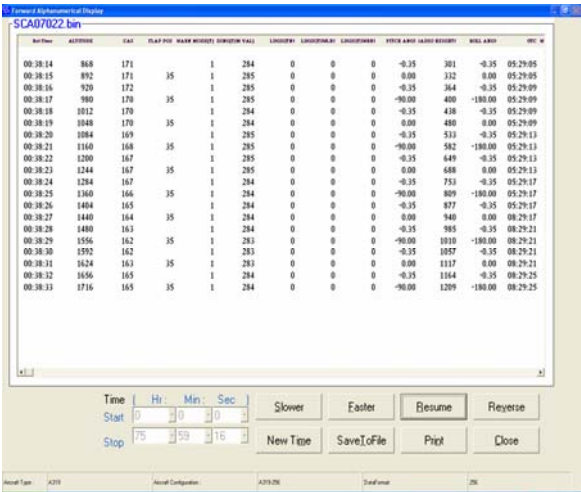 Forward Alphanumerical Display
SCA07022.bin
Rel Time ALTITUDE CAS FLAP POS ROLL ANGL UTC
00:38:14 868 171 1 284 0 0 0 -0.35 301 -0.35 05:29:05
00:38:15 892 171 35 1 285 0 0 0 0.00 332 0.00 05:29:05
00:38:16 920 172 1 285 0 0 0 -0.35 364 -0.35 05:29:09
00:38:17 980 170 35 1 285 0 0 0 -90.00 400 -180.00 05:29:09
00:38:18 1012 170 1 284 0 0 0 -0.35 438 -0.35 05:29:09
00:38:19 1048 170 35 1 284 0 0 0 0.00 480 0.00 05:29:09
00:38:20 1084 169 1 285 0 0 0 -0.35 533 -0.35 05:29:13
00:38:21 1160 168 35 1 285 0 0 0 -90.00 582 -180.00 05:29:13
00:38:22 1200 167 1 285 0 0 0 -0.35 649 -0.35 05:29:13
00:38:23 1244 167 35 1 285 0 0 0 0.00 688 0.00 05:29:13
00:38:24 1284 167 1 284 0 0 0 -0.35 753 -0.35 05:29:17
00:38:25 1360 166 35 1 284 0 0 0 -90.00 809 -180.00 05:29:17
00:38:26 1404 165 1 284 0 0 0 -0.35 877 -0.35 05:29:17
00:38:27 1440 164 35 1 284 0 0 0 0.00 940 0.00 08:29:17
00:38:28 1480 163 1 284 0 0 0 -0.35 985 -0.35 08:29:21
00:38:29 1556 162 35 1 283 0 0 0 -90.00 1010 -180.00 08:29:21
00:38:30 1592 162 1 283 0 0 0 -0.35 1057 -0.35 08:29:21
00:38:31 1624 163 35 1 283 0 0 0 0.00 1117 0.00 08:29:21
00:38:32 1656 165 1 284 0 0 0 -0.35 1164 -0.35 08:29:25
00:38:33 1716 165 35 1 284 0 0 0 -90.00 1209 -180.00 08:29:25
Time ( Hr : Min : Sec )
Start 0 0 0
Stop 75 59 16
Slower Faster Resume Reverse
New Time SaveToFile Print Close
Aircraft Type : A319 Aircraft Configuration : A319-256 DataFormat 256